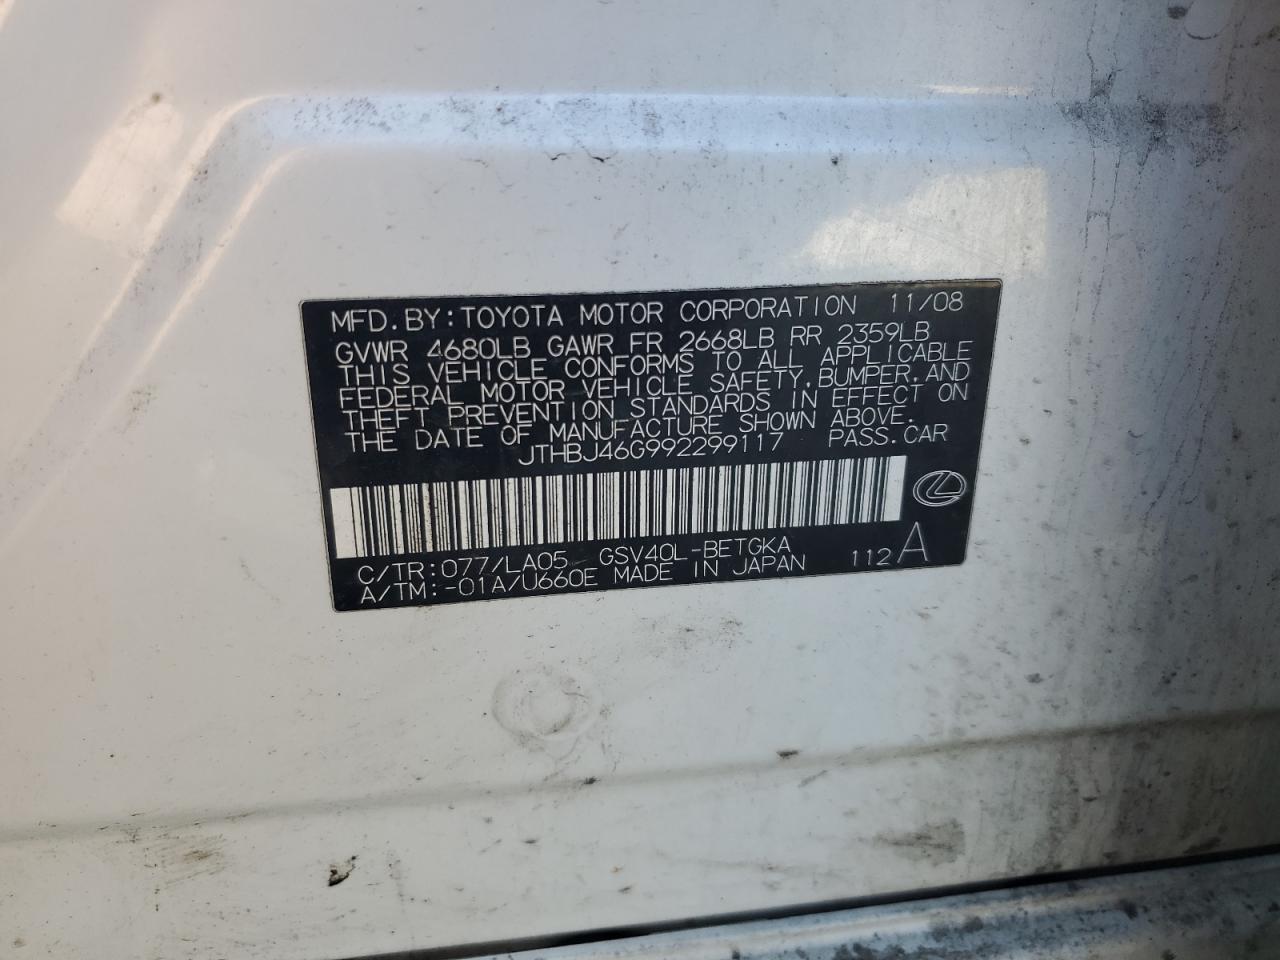 MFD. BY: TOYOTA MOTOR CORPORATION 11/08
GVWR 4680LB GAWR FR 2668LB RR 2359LB
THIS VEHICLE CONFORMS TO ALL APPLICABLE
FEDERAL MOTOR VEHICLE SAFETY, BUMPER, AND
THEFT PREVENTION STANDARDS IN EFFECT ON
THE DATE OF MANUFACTURE SHOWN ABOVE.
JTHBJ46G992299117 PASS. CAR
C/TR: 077/LA05 GSV40L-BETGKA
A/TM: -01A/U660E MADE IN JAPAN 112 A